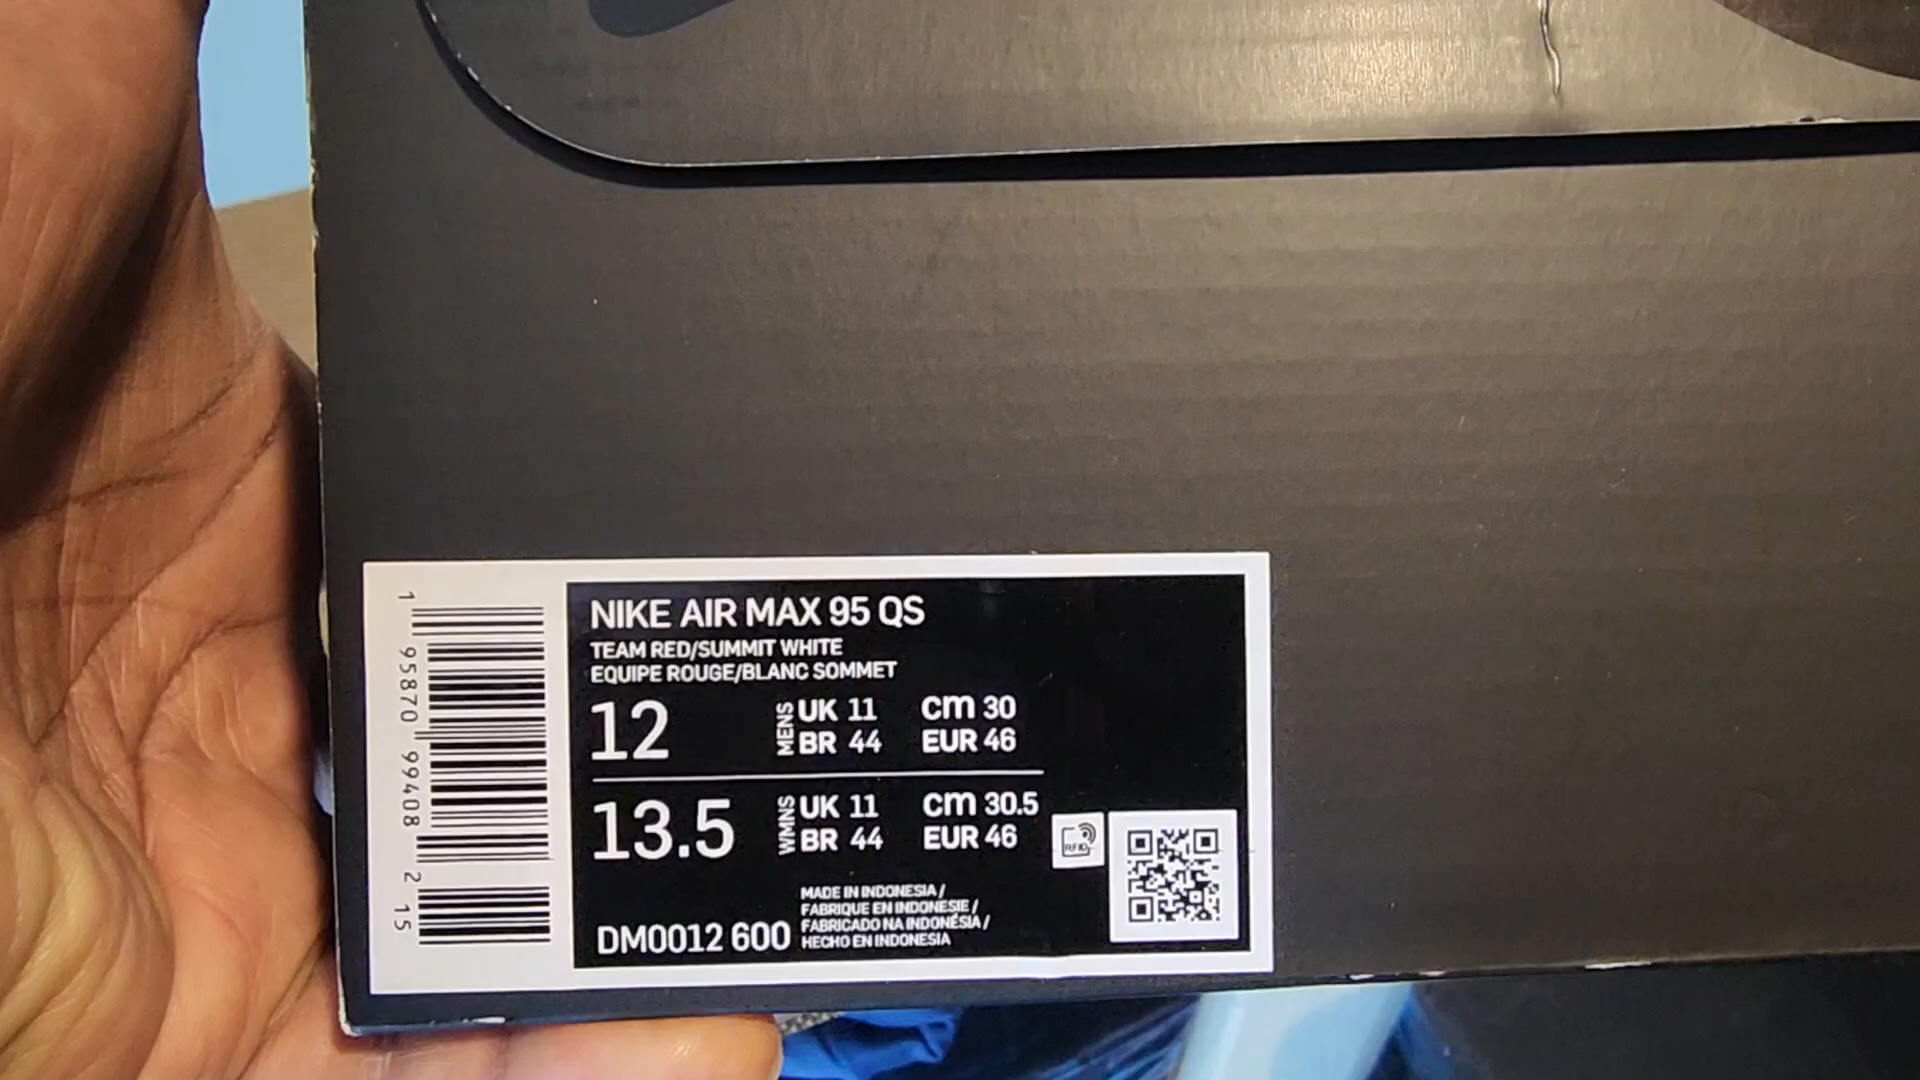 NIKE AIR MAX 95 QS
TEAM RED/SUMMIT WHITE
EQUIPE ROUGE/BLANC SOMMET
12 MENS UK 11 cm 30
BR 44 EUR 46
13.5 WMNS UK 11 cm 30.5
BR 44 EUR 46
RFID
DM0012 600
MADE IN INDONESIA /
FABRIQUE EN INDONESIE /
FABRICADO NA INDONÉSIA /
HECHO EN INDONESIA
1 95870 99408 2 15